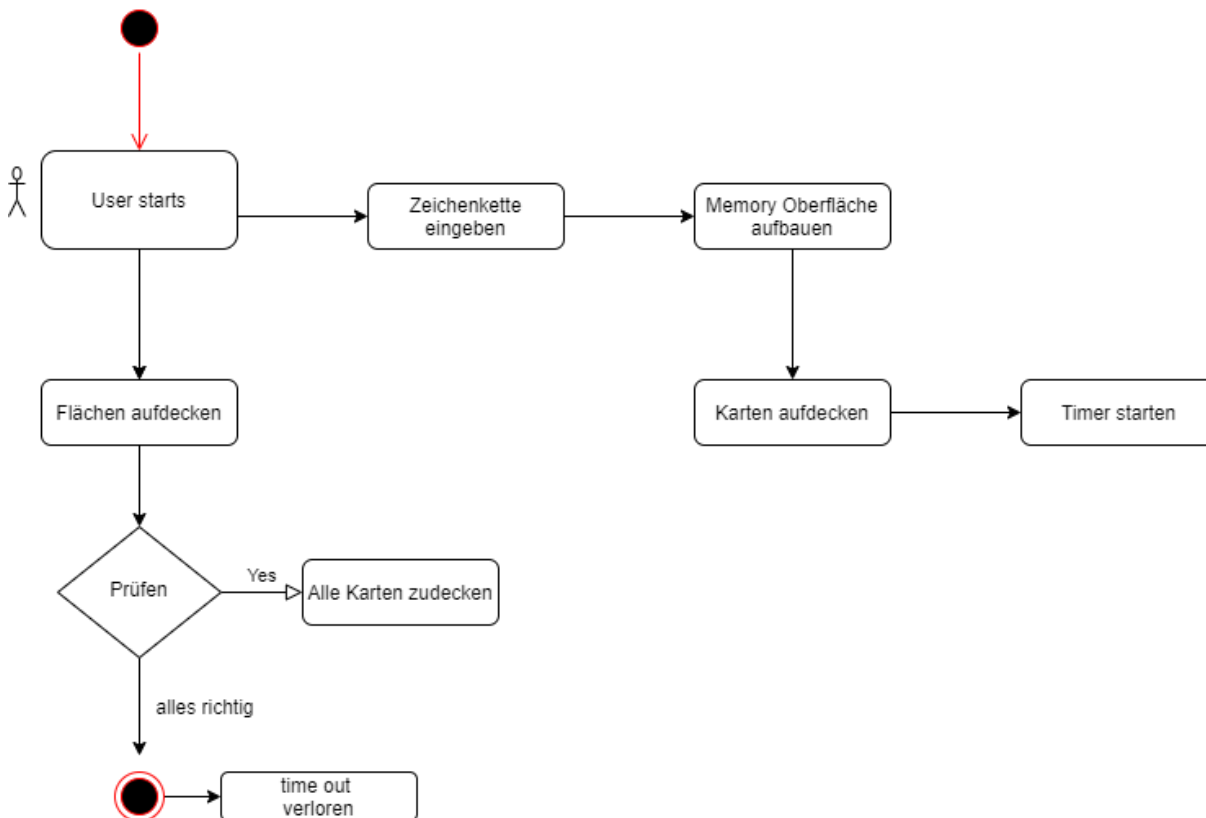 User starts
Zeichenkette
eingeben
Memory Oberfläche
aufbauen
Flächen aufdecken
Karten aufdecken
Timer starten
Prüfen
Yes
Alle Karten zudecken
alles richtig
time out
verloren